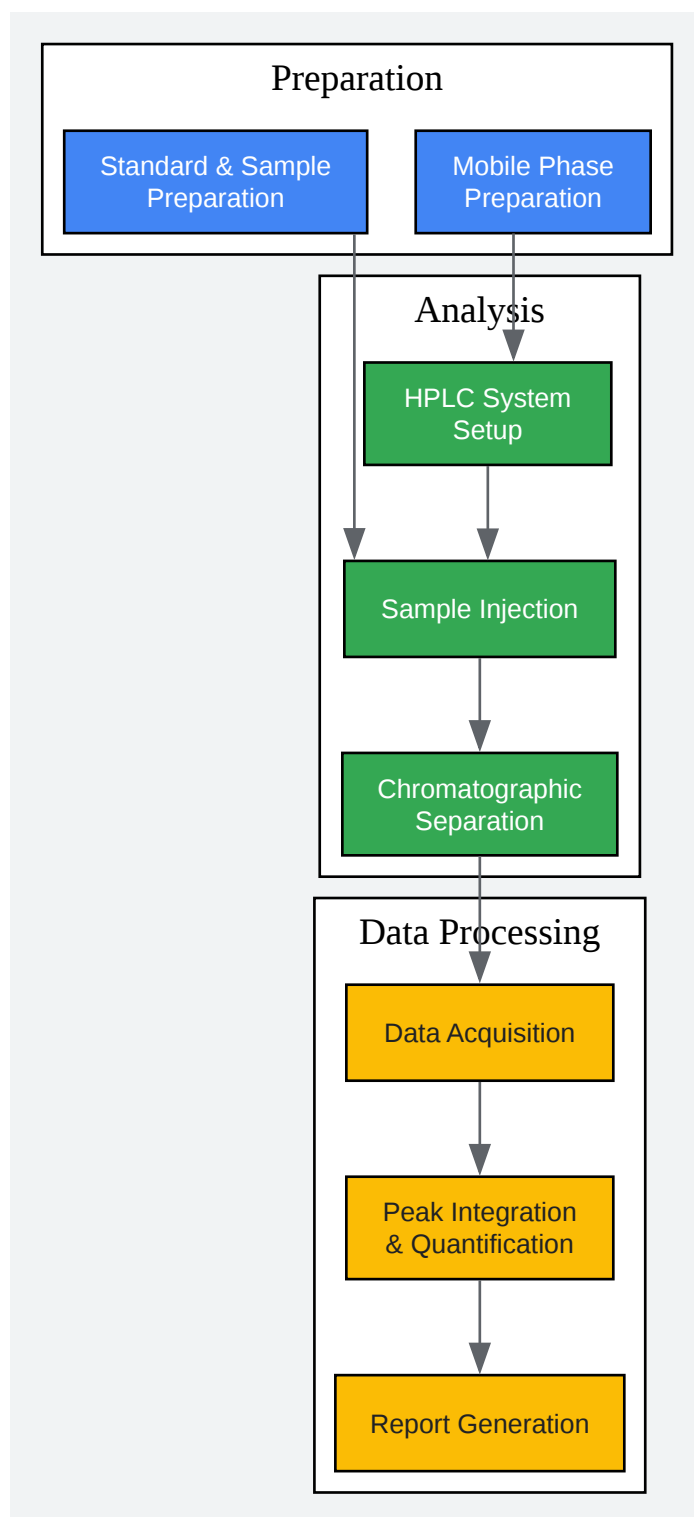 Preparation
Standard & Sample
Preparation
Mobile Phase
Preparation
Analysis
HPLC System
Setup
Sample Injection
Chromatographic
Separation
Data Processing
Data Acquisition
Peak Integration
& Quantification
Report Generation